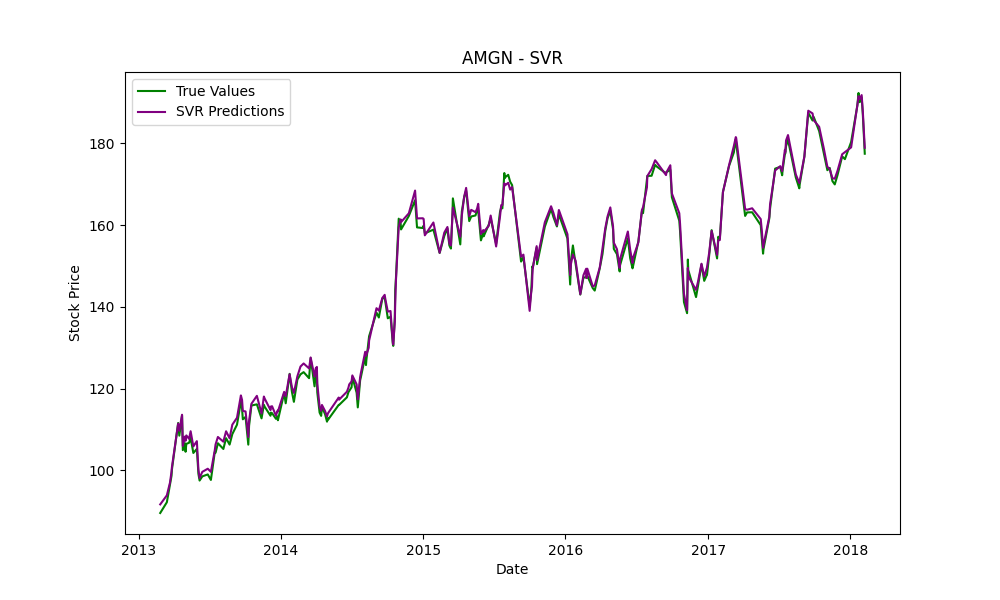 AMGN - SVR
True Values
SVR Predictions
Stock Price
180
160
140
120
100
2013 2014 2015 2016 2017 2018
Date